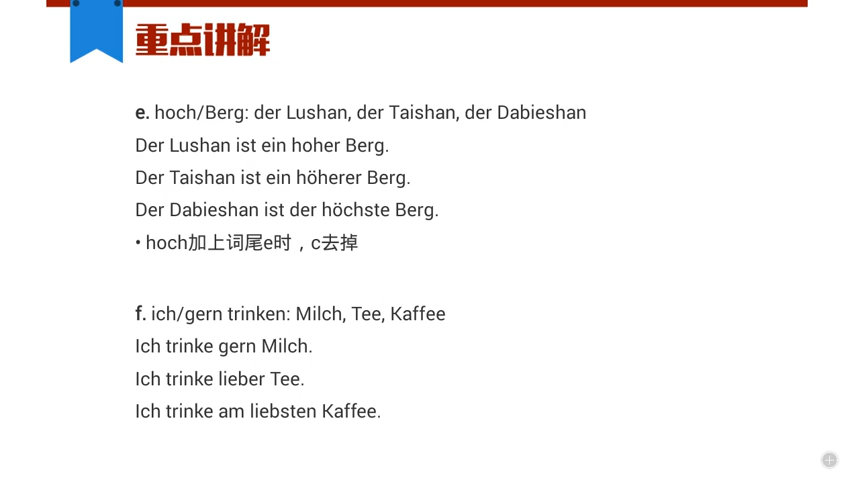 重点讲解
e. hoch/Berg: der Lushan, der Taishan, der Dabieshan
Der Lushan ist ein hoher Berg.
Der Taishan ist ein höherer Berg.
Der Dabieshan ist der höchste Berg.
• hoch加上词尾e时，c去掉
f. ich/gern trinken: Milch, Tee, Kaffee
Ich trinke gern Milch.
Ich trinke lieber Tee.
Ich trinke am liebsten Kaffee.